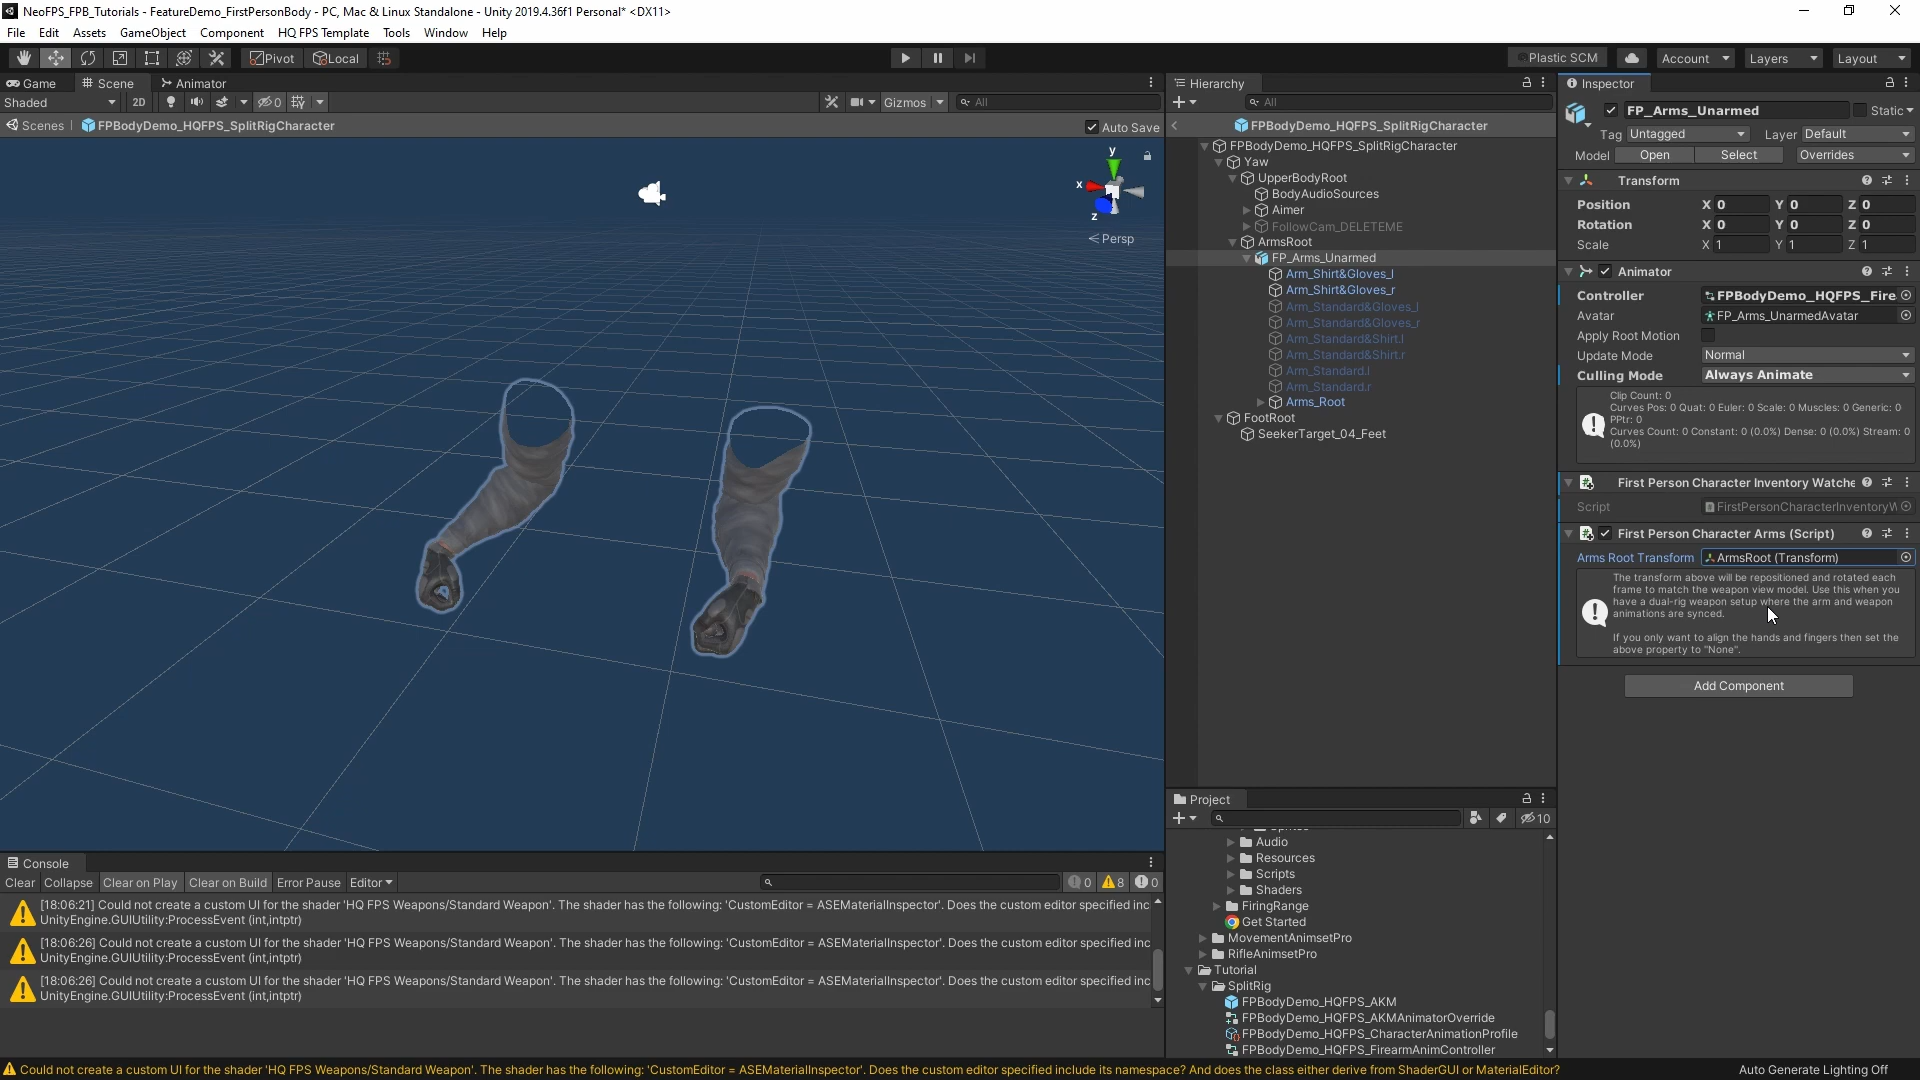 NeoFPS_FPB_Tutorials - FeatureDemo_FirstPersonBody - PC, Mac & Linux Standalone - Unity 2019.4.36f1 Personal* <DX11>
File Edit Assets GameObject Component HQ FPS Template Tools Window Help
Pivot Local Plastic SCM Account Layers Layout
Game Scene Animator
Shaded 2D 0 Gizmos All
Scenes FPBodyDemo_HQFPS_SplitRigCharacter Auto Save
y
x
z
Persp
Hierarchy
All
FPBodyDemo_HQFPS_SplitRigCharacter
FPBodyDemo_HQFPS_SplitRigCharacter
Yaw
UpperBodyRoot
BodyAudioSources
Aimer
FollowCam_DELETEME
ArmsRoot
FP_Arms_Unarmed
Arm_Shirt&Gloves_l
Arm_Shirt&Gloves_r
Arm_Standard&Gloves_l
Arm_Standard&Gloves_r
Arm_Standard&Shirt.l
Arm_Standard&Shirt.r
Arm_Standard.l
Arm_Standard.r
Arms_Root
FootRoot
SeekerTarget_04_Feet
Inspector
FP_Arms_Unarmed Static
Tag Untagged Layer Default
Model Open Select Overrides
Transform
Position X 0 Y 0 Z 0
Rotation X 0 Y 0 Z 0
Scale X 1 Y 1 Z 1
Animator
Controller FPBodyDemo_HQFPS_Fire
Avatar FP_Arms_UnarmedAvatar
Apply Root Motion
Update Mode Normal
Culling Mode Always Animate
Clip Count: 0
Curves Pos: 0 Quat: 0 Euler: 0 Scale: 0 Muscles: 0 Generic: 0
PPtr: 0
Curves Count: 0 Constant: 0 (0.0%) Dense: 0 (0.0%) Stream: 0
(0.0%)
First Person Character Inventory Watche
Script FirstPersonCharacterInventoryW
First Person Character Arms (Script)
Arms Root Transform ArmsRoot (Transform)
The transform above will be repositioned and rotated each
frame to match the weapon view model. Use this when you
have a dual-rig weapon setup where the arm and weapon
animations are synced.
If you only want to align the hands and fingers then set the
above property to "None".
Add Component
Project
10
Audio
Resources
Scripts
Shaders
FiringRange
Get Started
MovementAnimsetPro
RifleAnimsetPro
Tutorial
SplitRig
FPBodyDemo_HQFPS_AKM
FPBodyDemo_HQFPS_AKMAnimatorOverride
FPBodyDemo_HQFPS_CharacterAnimationProfile
FPBodyDemo_HQFPS_FirearmAnimController
Console
Clear Collapse Clear on Play Clear on Build Error Pause Editor 0 8 0
[18:06:21] Could not create a custom UI for the shader 'HQ FPS Weapons/Standard Weapon'. The shader has the following: 'CustomEditor = ASEMaterialInspector'. Does the custom editor specified inc
UnityEngine.GUIUtility:ProcessEvent (int,intptr)
[18:06:26] Could not create a custom UI for the shader 'HQ FPS Weapons/Standard Weapon'. The shader has the following: 'CustomEditor = ASEMaterialInspector'. Does the custom editor specified inc
UnityEngine.GUIUtility:ProcessEvent (int,intptr)
[18:06:26] Could not create a custom UI for the shader 'HQ FPS Weapons/Standard Weapon'. The shader has the following: 'CustomEditor = ASEMaterialInspector'. Does the custom editor specified inc
UnityEngine.GUIUtility:ProcessEvent (int,intptr)
Could not create a custom UI for the shader 'HQ FPS Weapons/Standard Weapon'. The shader has the following: 'CustomEditor = ASEMaterialInspector'. Does the custom editor specified include its namespace? And does the class either derive from ShaderGUI or MaterialEditor?
Auto Generate Lighting Off